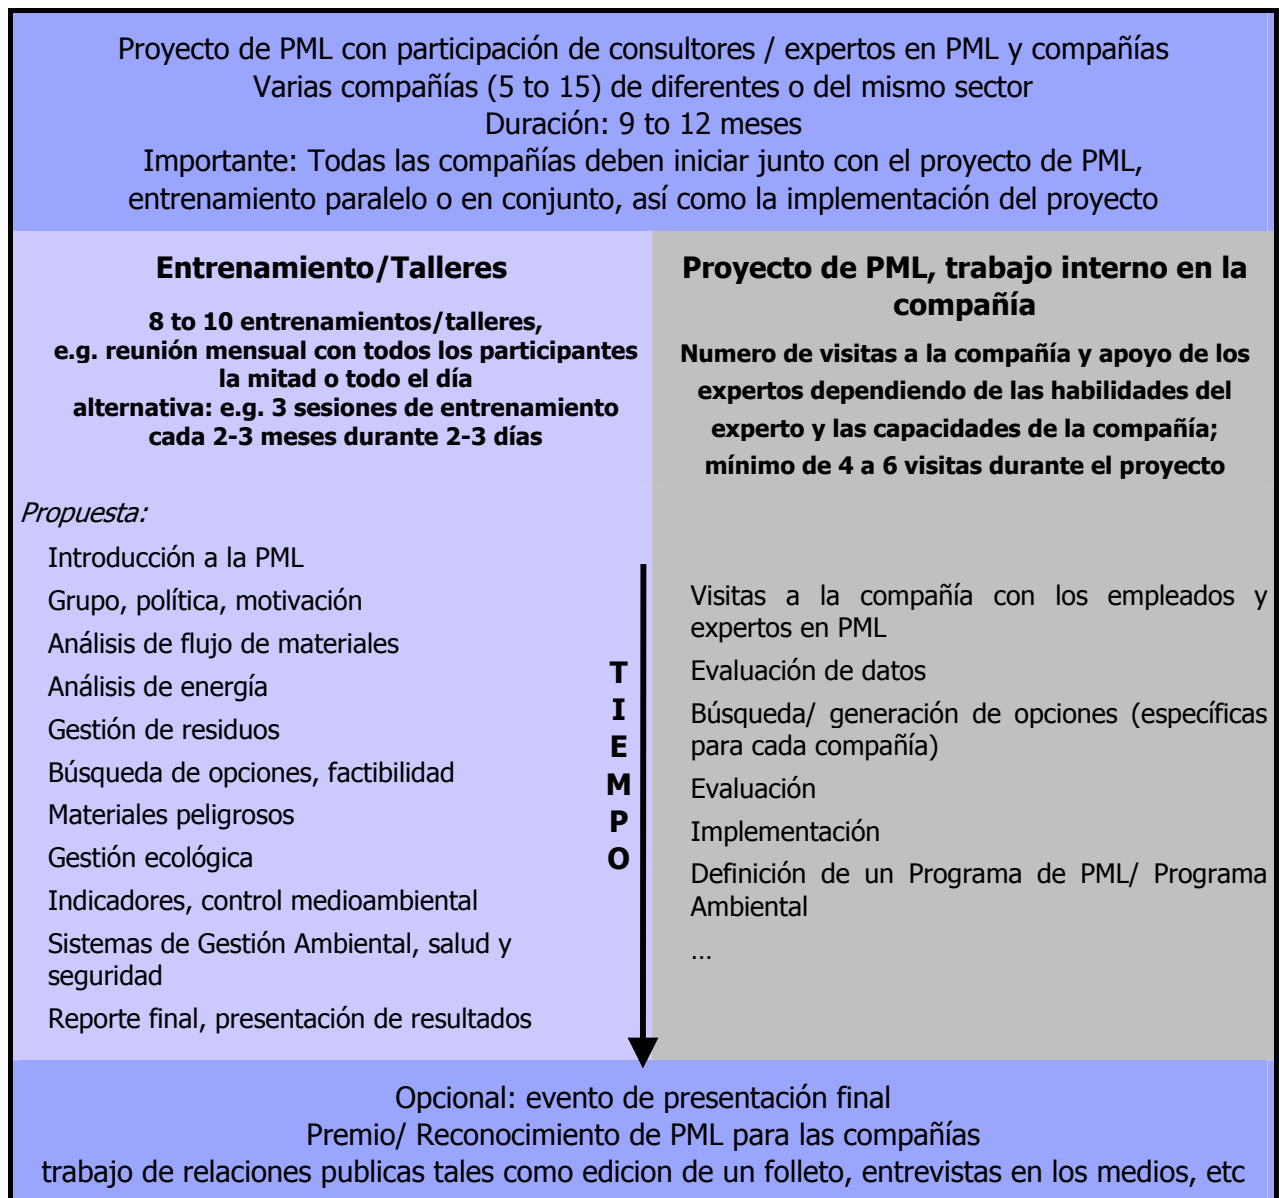 Proyecto de PML con participación de consultores / expertos en PML y compañías
Varias compañías (5 to 15) de diferentes o del mismo sector
Duración: 9 to 12 meses
Importante: Todas las compañías deben iniciar junto con el proyecto de PML,
entrenamiento paralelo o en conjunto, así como la implementación del proyecto
Entrenamiento/Talleres
8 to 10 entrenamientos/talleres,
e.g. reunión mensual con todos los participantes
la mitad o todo el día
alternativa: e.g. 3 sesiones de entrenamiento
cada 2-3 meses durante 2-3 días
Propuesta:
Introducción a la PML
Grupo, política, motivación
Análisis de flujo de materiales
Análisis de energía
Gestión de residuos
Búsqueda de opciones, factibilidad
Materiales peligrosos
Gestión ecológica
Indicadores, control medioambiental
Sistemas de Gestión Ambiental, salud y
seguridad
Reporte final, presentación de resultados
T
I
E
M
P
O
Proyecto de PML, trabajo interno en la
compañía
Numero de visitas a la compañía y apoyo de los
expertos dependiendo de las habilidades del
experto y las capacidades de la compañía;
mínimo de 4 a 6 visitas durante el proyecto
Visitas a la compañía con los empleados y
expertos en PML
Evaluación de datos
Búsqueda/ generación de opciones (específicas
para cada compañía)
Evaluación
Implementación
Definición de un Programa de PML/ Programa
Ambiental
...
Opcional: evento de presentación final
Premio/ Reconocimiento de PML para las compañías
trabajo de relaciones publicas tales como edicion de un folleto, entrevistas en los medios, etc